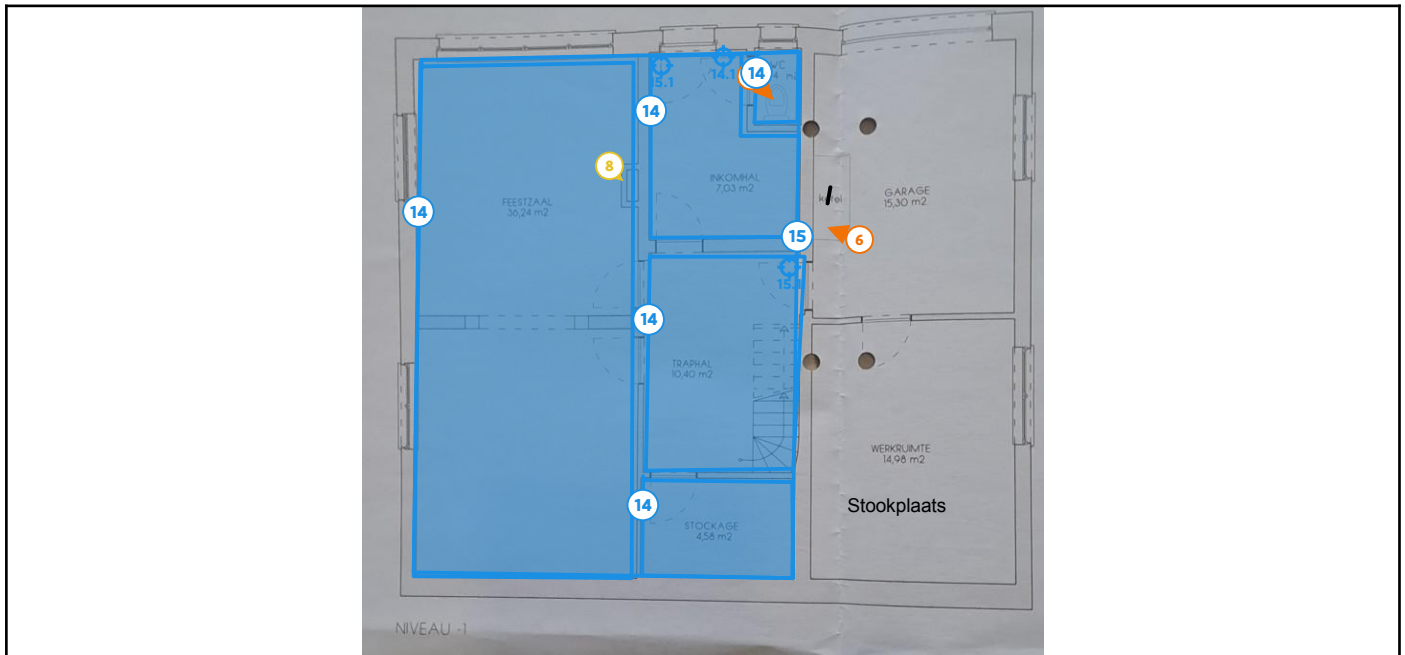 14
14.1
15.1
WC
m2
14
8
INKOMHAL
7,03 m2
GARAGE
15,30 m2
FEESTZAAL
36,24 m2
14
15
6
15.1
14
TRAPHAL
10,40 m2
WERKRUIMTE
14,98 m2
Stookplaats
14
STOCKAGE
4,58 m2
NIVEAU -1